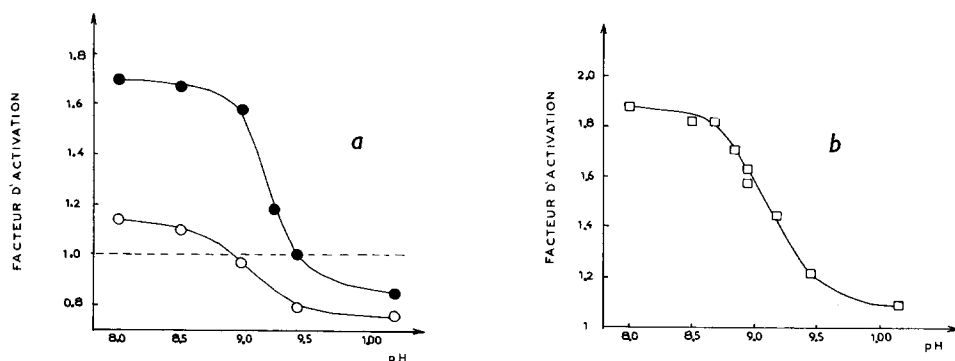 FACTEUR D'ACTIVATION
1.8
1.6
1.4
1.2
1.0
0.8
8.0 8.5 9.0 9.5 1.00
pH
a
FACTEUR D'ACTIVATION
2,0
1,8
1,6
1,4
1,2
1
8,0 8,5 9,0 9,5 1,00
pH
b